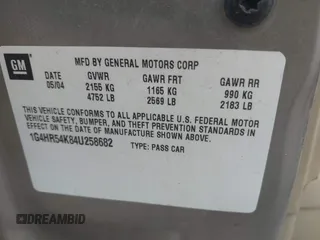 GM
MFD BY GENERAL MOTORS CORP
DATE GVWR GAWR FRT GAWR RR
05/04 2155 KG 1165 KG 990 KG
4752 LB 2569 LB 2183 LB
THIS VEHICLE CONFORMS TO ALL APPLICABLE U.S. FEDERAL MOTOR
VEHICLE SAFETY, BUMPER, AND THEFT PREVENTION STANDARDS IN
EFFECT ON THE DATE OF MANUFACTURE SHOWN ABOVE.
1G4HR54K84U258682 TYPE: PASS CAR
DREAMBID